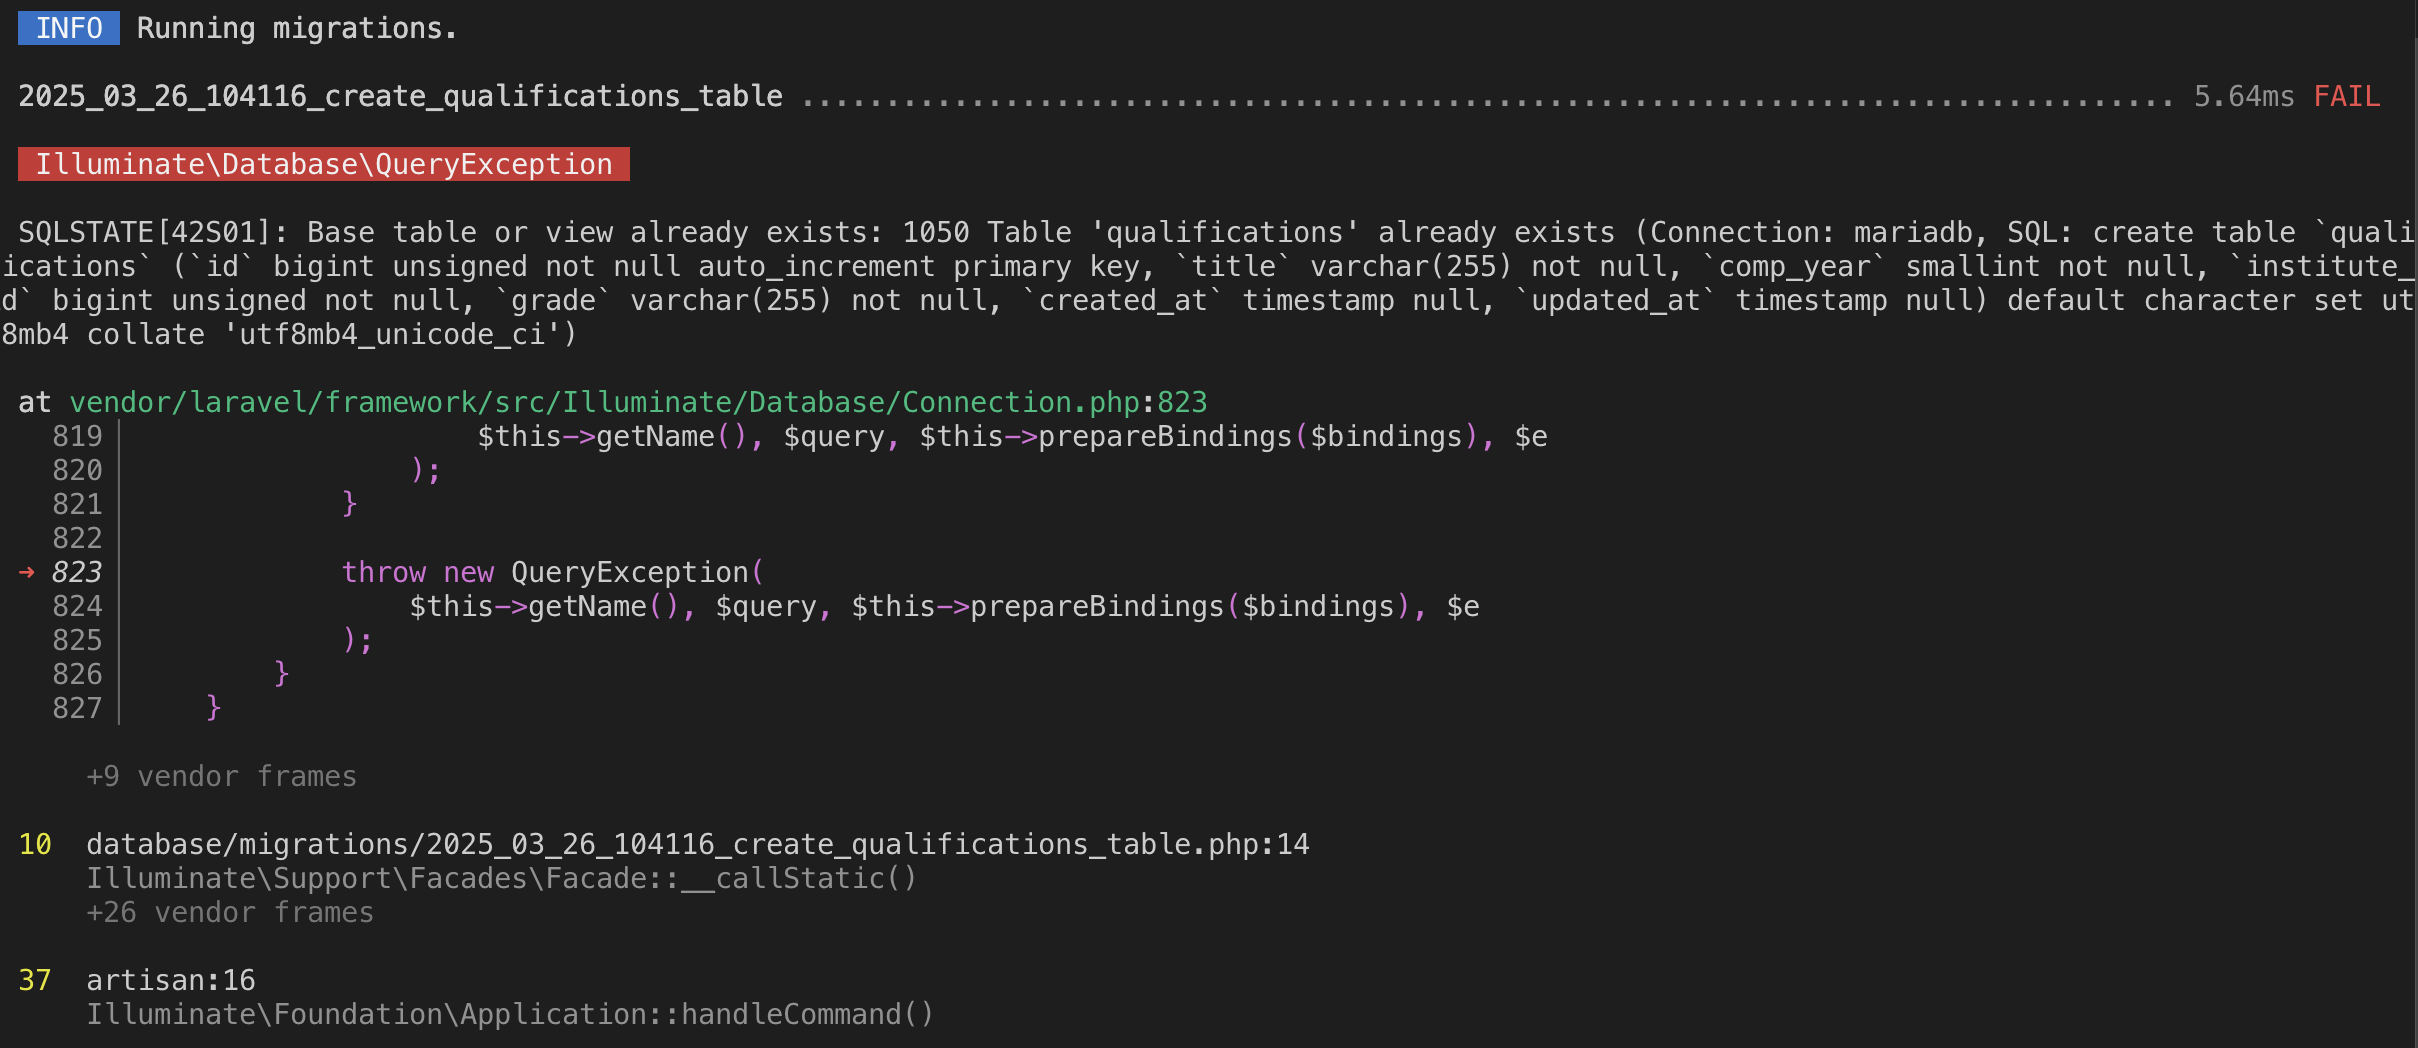 INFO Running migrations.
2025_03_26_104116_create_qualifications_table ................................................................................. 5.64ms FAIL
Illuminate\Database\QueryException
SQLSTATE[42S01]: Base table or view already exists: 1050 Table 'qualifications' already exists (Connection: mariadb, SQL: create table `quali
ications` (`id` bigint unsigned not null auto_increment primary key, `title` varchar(255) not null, `comp_year` smallint not null, `institute_
d` bigint unsigned not null, `grade` varchar(255) not null, `created_at` timestamp null, `updated_at` timestamp null) default character set ut
8mb4 collate 'utf8mb4_unicode_ci')
at vendor/laravel/framework/src/Illuminate/Database/Connection.php:823
819 $this->getName(), $query, $this->prepareBindings($bindings), $e
820 );
821 }
822
➜ 823 throw new QueryException(
824 $this->getName(), $query, $this->prepareBindings($bindings), $e
825 );
826 }
827 }
+9 vendor frames
10 database/migrations/2025_03_26_104116_create_qualifications_table.php:14
Illuminate\Support\Facades\Facade::__callStatic()
+26 vendor frames
37 artisan:16
Illuminate\Foundation\Application::handleCommand()